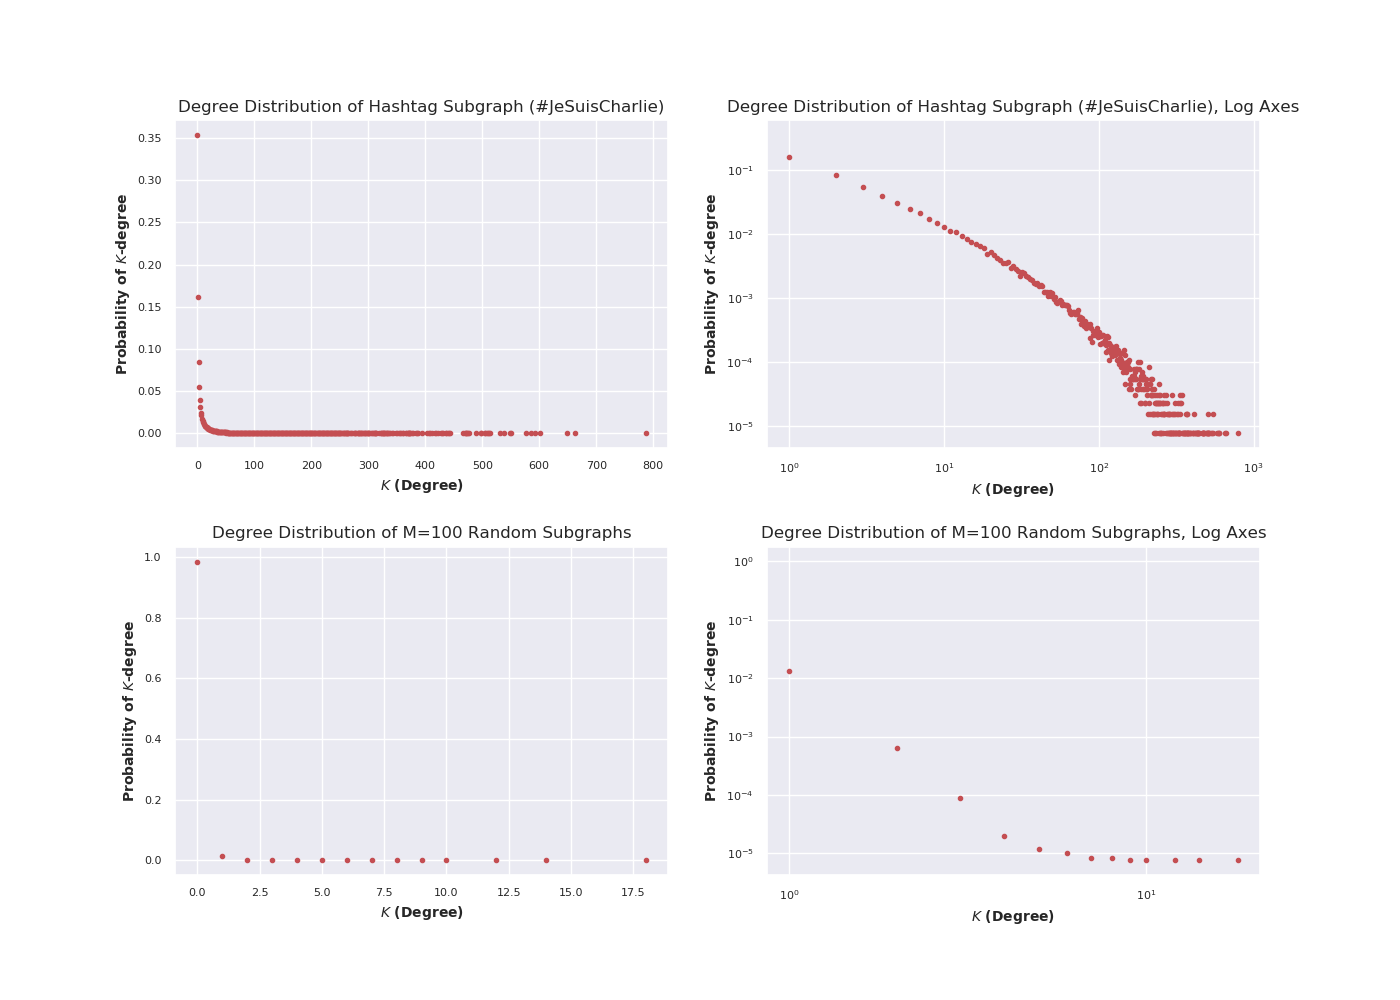 Degree Distribution of Hashtag Subgraph (#JeSuisCharlie)
Probability of K-degree
0.35
0.30
0.25
0.20
0.15
0.10
0.05
0.00
0 100 200 300 400 500 600 700 800
K (Degree)
Degree Distribution of Hashtag Subgraph (#JeSuisCharlie), Log Axes
Probability of K-degree
10⁻¹
10⁻²
10⁻³
10⁻⁴
10⁻⁵
10⁰ 10¹ 10² 10³
K (Degree)
Degree Distribution of M=100 Random Subgraphs
Probability of K-degree
1.0
0.8
0.6
0.4
0.2
0.0
0.0 2.5 5.0 7.5 10.0 12.5 15.0 17.5
K (Degree)
Degree Distribution of M=100 Random Subgraphs, Log Axes
Probability of K-degree
10⁰
10⁻¹
10⁻²
10⁻³
10⁻⁴
10⁻⁵
10⁰ 10¹
K (Degree)